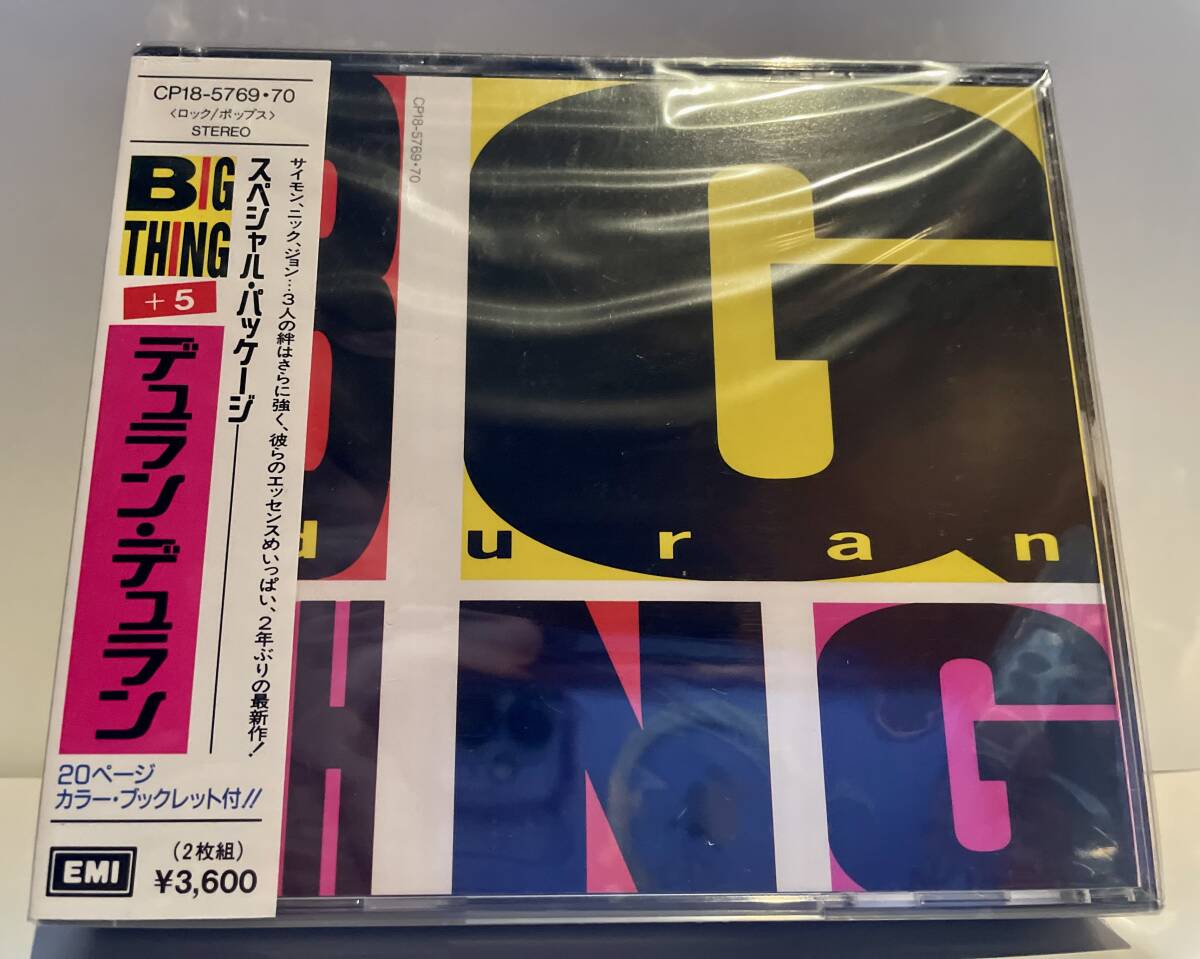 CP18-5769・70
〈ロック/ポップス〉
STEREO
BIG
THING
+5
デュラン・デュラン
スペシャル・パッケージ
サイモン、ニック、ジョン…3人の絆はさらに強く、彼らのエッセンスめいっぱい、2年ぶりの最新作!
20ページ
カラー・ブックレット付!!
EMI
(2枚組)
¥3,600
CP18-5769・70
B G
duran
H N G